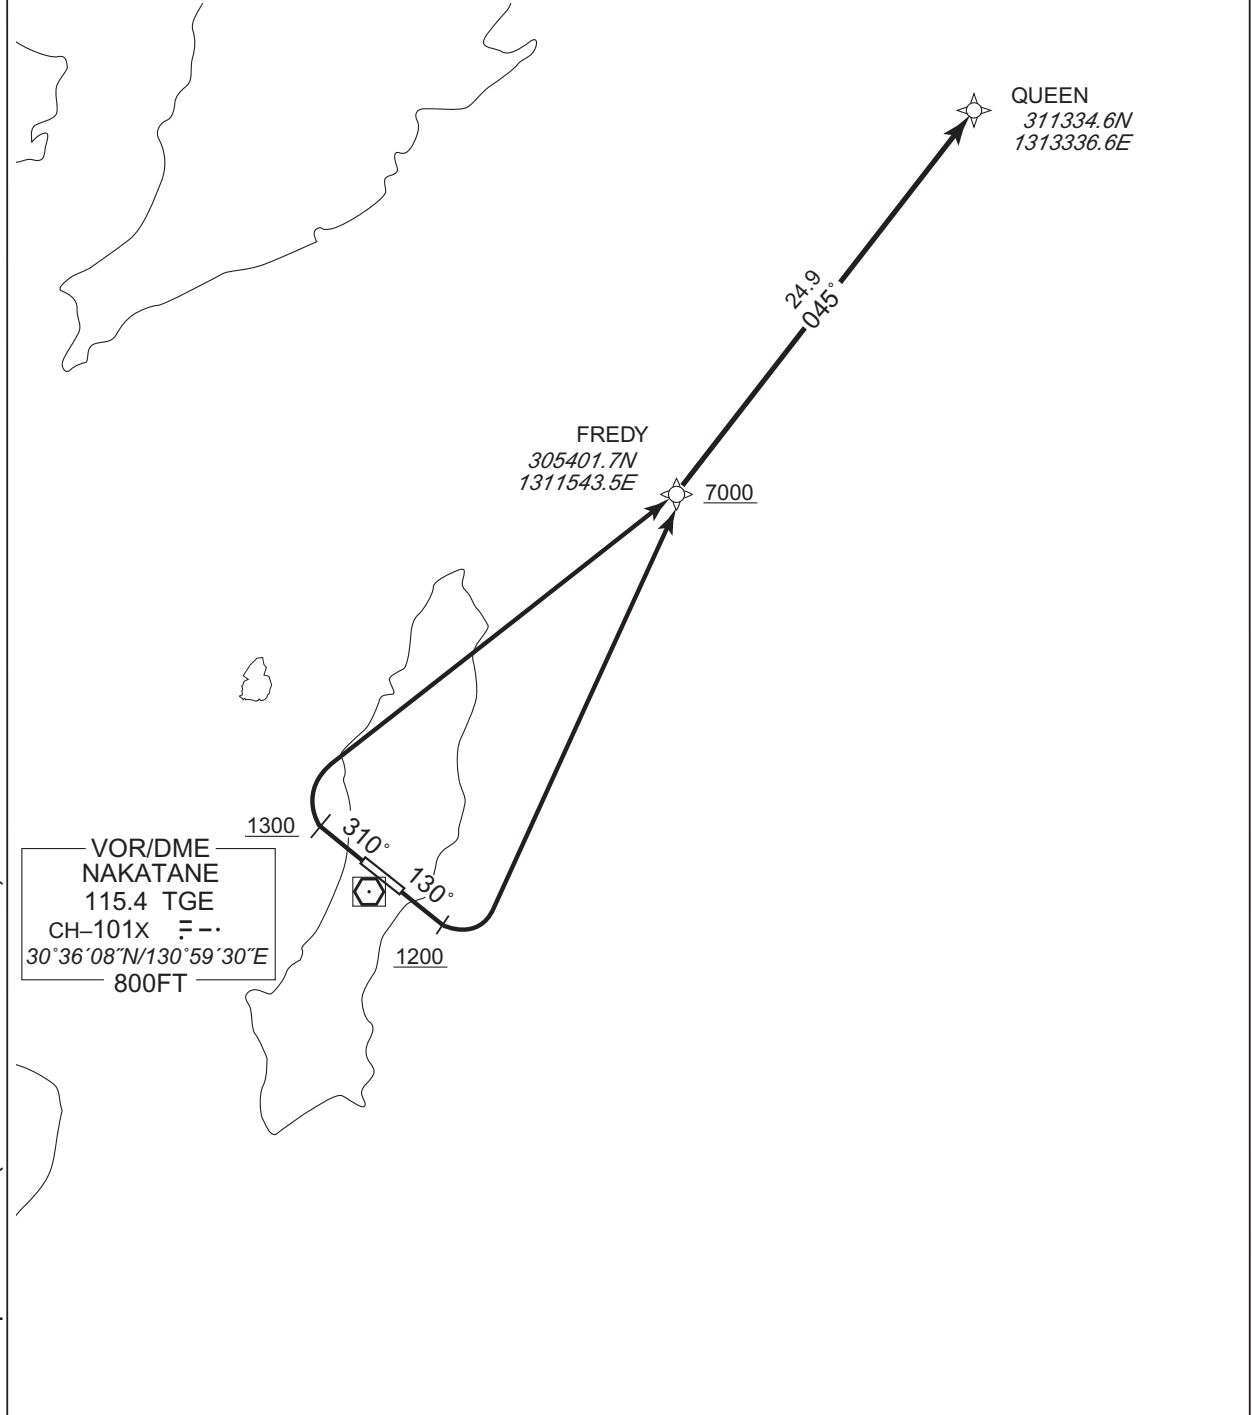 QUEEN
311334.6N
1313336.6E
24.9
045°
FREDY
305401.7N
1311543.5E
7000
1300
310°
130°
1200
VOR/DME
NAKATANE
115.4 TGE
CH–101X
30°36′08″N/130°59′30″E
800FT